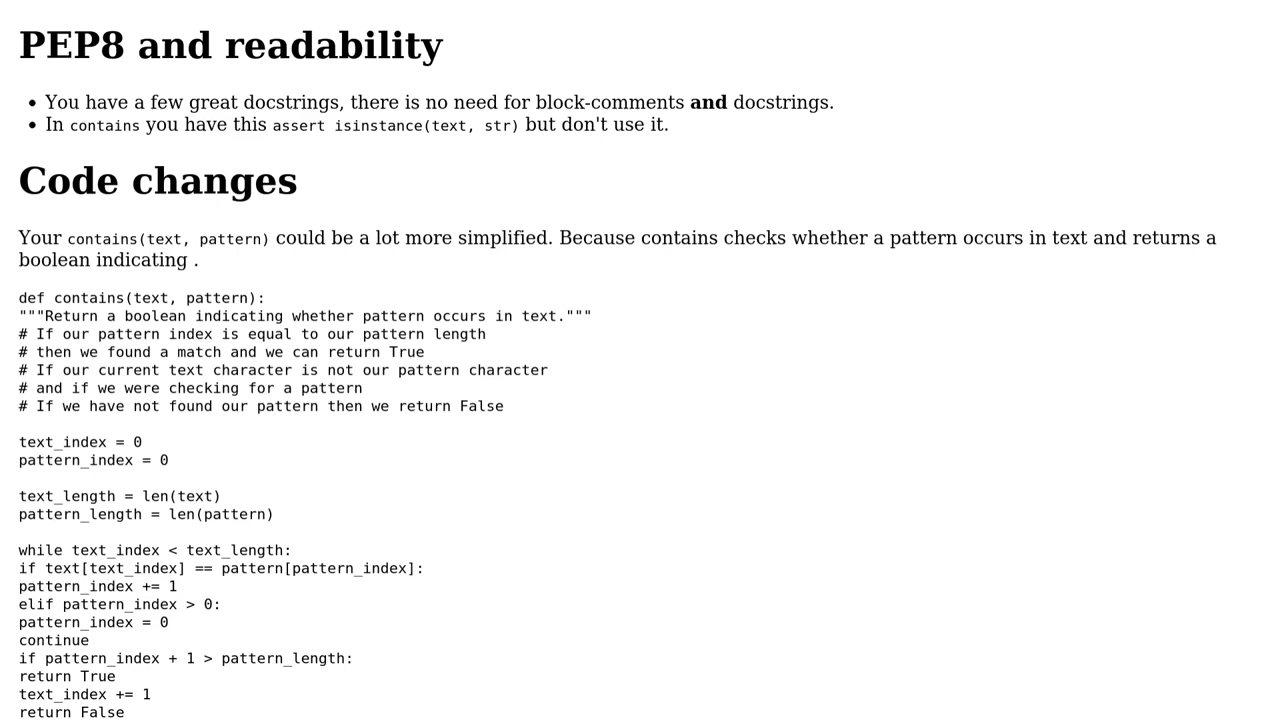 PEP8 and readability
You have a few great docstrings, there is no need for block-comments and docstrings.
In contains you have this assert isinstance(text, str) but don't use it.
Code changes
Your contains(text, pattern) could be a lot more simplified. Because contains checks whether a pattern occurs in text and returns a
boolean indicating .
def contains(text, pattern):
"""Return a boolean indicating whether pattern occurs in text."""
# If our pattern index is equal to our pattern length
# then we found a match and we can return True
# If our current text character is not our pattern character
# and if we were checking for a pattern
# If we have not found our pattern then we return False
text_index = 0
pattern_index = 0
text_length = len(text)
pattern_length = len(pattern)
while text_index < text_length:
if text[text_index] == pattern[pattern_index]:
pattern_index += 1
elif pattern_index > 0:
pattern_index = 0
continue
if pattern_index + 1 > pattern_length:
return True
text_index += 1
return False